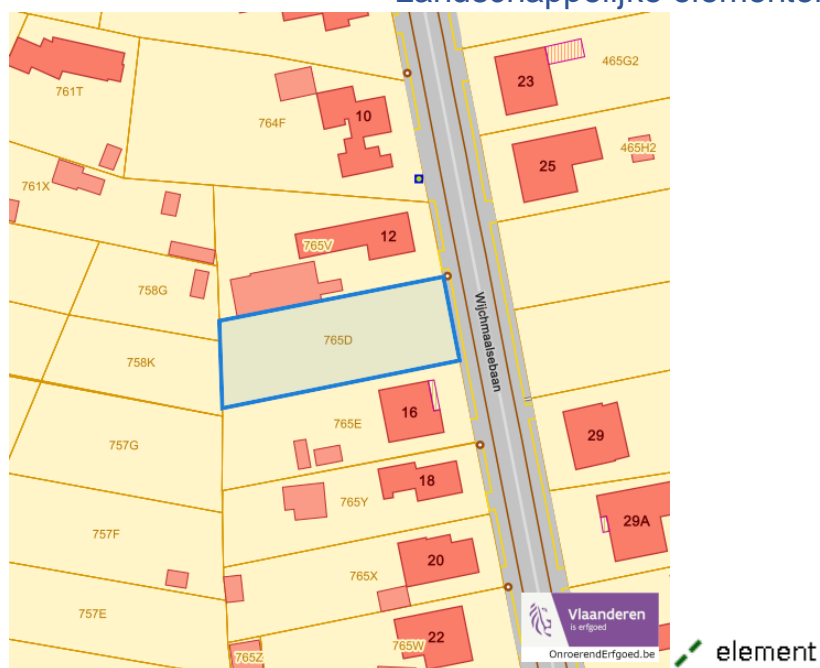 Landschappelijke elementen
761T
764F
10
23
465G2
25
465H2
761X
765V
12
758G
765D
758K
Wijchmaalsebaan
16
765E
29
757G
18
765Y
29A
757F
20
765X
757E
22
765W
765Z
Vlaanderen
is erfgoed
OnroerendErfgoed.be
element